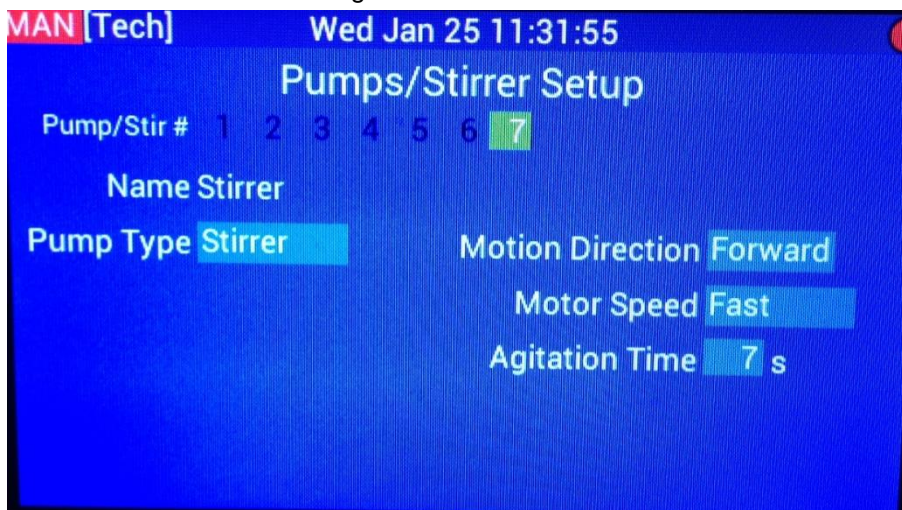 MAN [Tech] Wed Jan 25 11:31:55
Pumps/Stirrer Setup
Pump/Stir # 1 2 3 4 5 6 7
Name Stirrer
Pump Type Stirrer Motion Direction Forward
Motor Speed Fast
Agitation Time 7 s